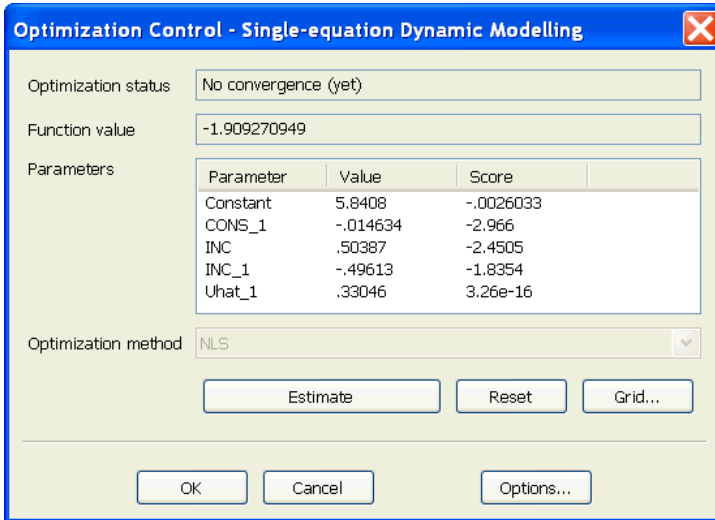 Optimization Control - Single-equation Dynamic Modelling
Optimization status No convergence (yet)
Function value -1.909270949
Parameters
Parameter Value Score
Constant 5.8408 -.0026033
CONS_1 -.014634 -2.966
INC .50387 -2.4505
INC_1 -.49613 -1.8354
Uhat_1 .33046 3.26e-16
Optimization method NLS
Estimate Reset Grid...
OK Cancel Options...